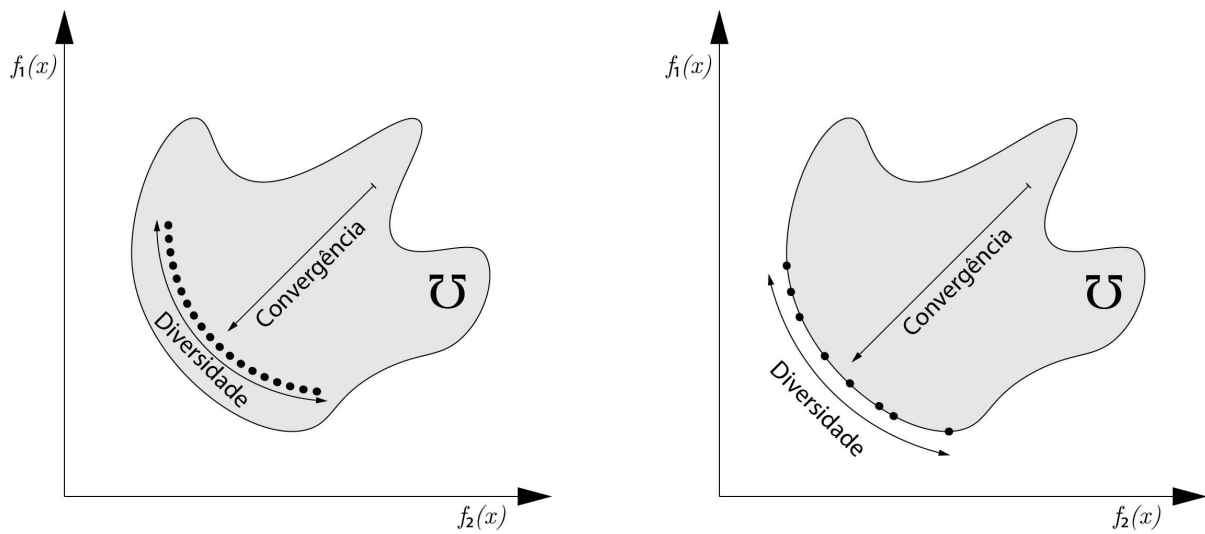 f₁(x)
Convergência
Diversidade
℧
f₂(x)
f₁(x)
Convergência
Diversidade
℧
f₂(x)